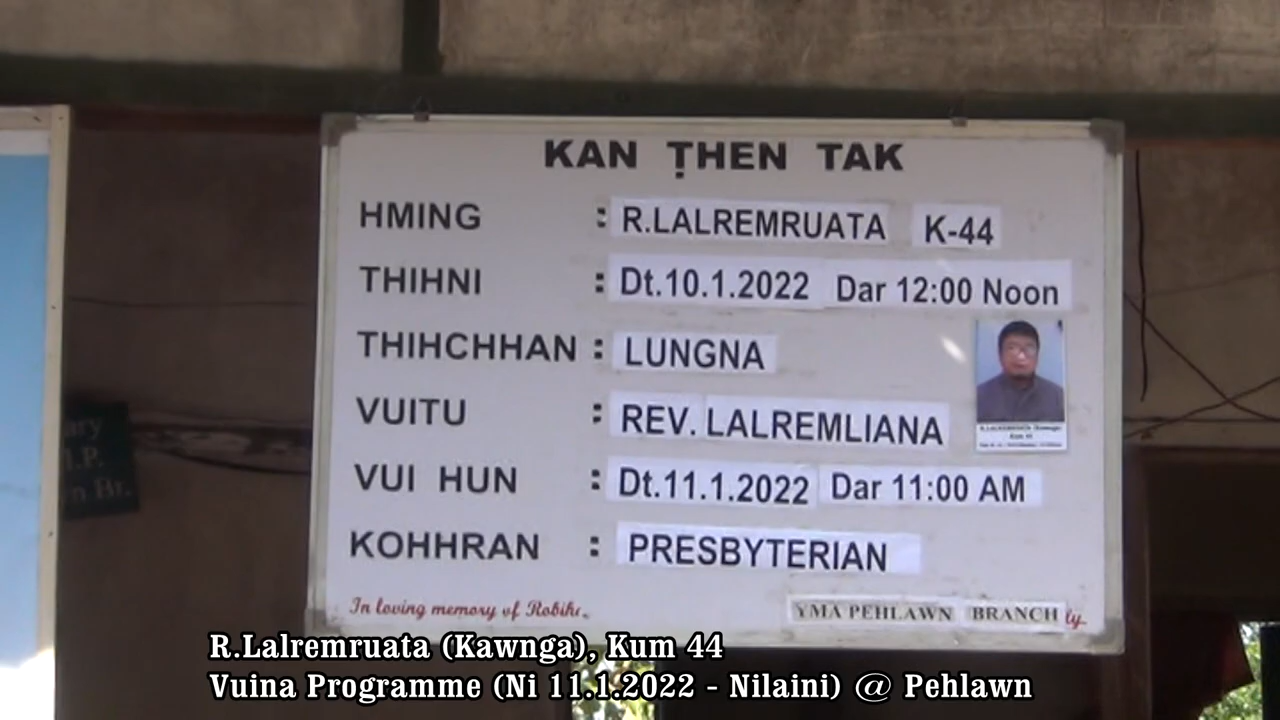 KAN ṬHEN TAK
HMING : R.LALREMRUATA K-44
THIHNI : Dt.10.1.2022 Dar 12:00 Noon
THIHCHHAN : LUNGNA
VUITU : REV. LALREMLIANA
VUI HUN : Dt.11.1.2022 Dar 11:00 AM
KOHHRAN : PRESBYTERIAN
In loving memory of
YMA PEHLAWN BRANCH
R.Lalremruata (Kawnga), Kum 44
Vuina Programme (Ni 11.1.2022 - Nilaini) @ Pehlawn